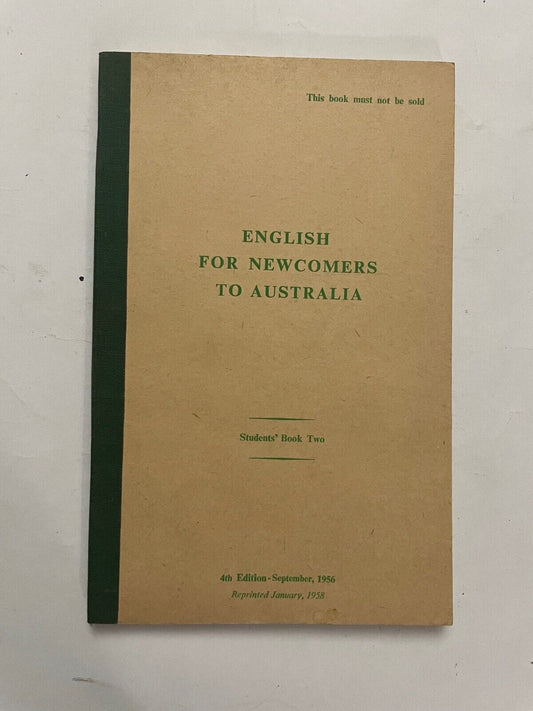 This book must not be sold
ENGLISH
FOR NEWCOMERS
TO AUSTRALIA
Students' Book Two
4th Edition - September, 1956
Reprinted January, 1958